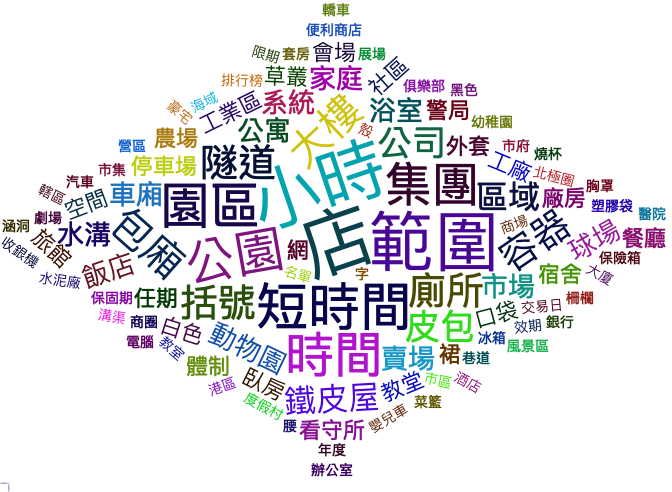 轎車
便利商店
限期 套房 會場 展場
排行榜 草叢 家庭 社區 俱樂部 黑色
豪宅 海域 工業區 系統 大樓 殼 浴室 警局 幼稚園
營區 農場 公寓 公司 外套 市府 燒杯
市集 停車場 隧道 小時 集團 工廠 北極圈
汽車 車廂 園區 區域 廠房 胸罩 塑膠袋
轄區 空間 店 範圍 容器 商場 球場 醫院
涵洞 劇場 水溝 包廂 公園 網 餐廳
收銀機 旅館 飯店 名單 字 廁所 市場 宿舍 大廈 保險箱
水泥廠 保固期 任期 括號 短時間 口袋 交易日 柵欄
溝渠 商圈 白色 動物園 時間 皮包 效期 銀行
電腦 教室 體制 賣場 裙 巷道 冰箱 風景區
港區 臥房 鐵皮屋 教堂 市區 酒店
度假村 腰 看守所 嬰兒車 菜籃
年度
辦公室